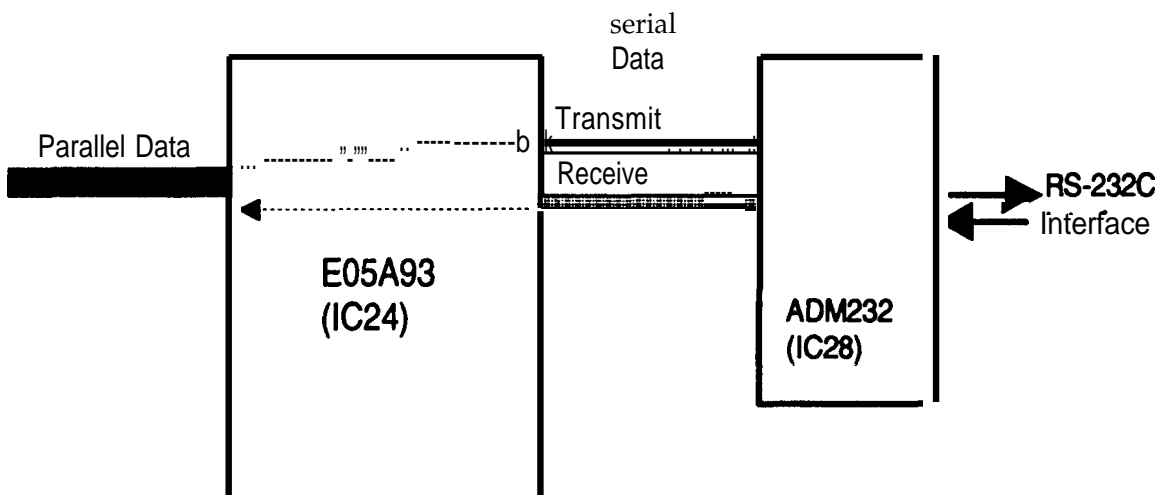 serial
Data
Transmit
Parallel Data
Receive
RS-232C
Interface
E05A93
(IC24)
ADM232
(IC28)